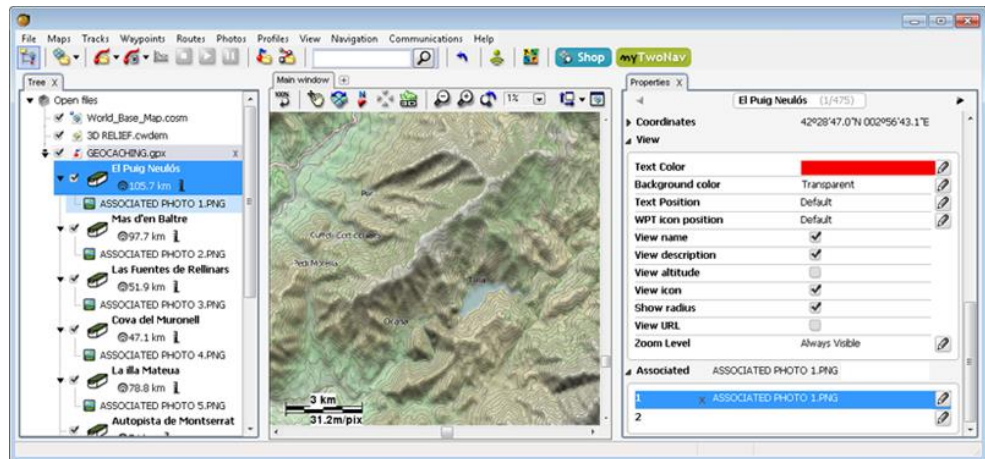 File Maps Tracks Waypoints Routes Photos Profiles View Navigation Communications Help
Shop
myTwoNav
Tree X
Open files
World_Base_Map.cosm
3D RELIEF.cwdem
GEOCACHING.gpx x
El Puig Neulós
105.7 km
ASSOCIATED PHOTO 1.PNG
Mas d'en Baltre
97.7 km
ASSOCIATED PHOTO 2.PNG
Las Fuentes de Rellinars
51.9 km
ASSOCIATED PHOTO 3.PNG
Cova del Muronell
47.1 km
ASSOCIATED PHOTO 4.PNG
La illa Mateua
78.8 km
ASSOCIATED PHOTO 5.PNG
Autopista de Montserrat
Main window
100%
1%
3 km
31.2m/pix
Properties X
El Puig Neulós (1/475)
Coordinates 42º28'47.0"N 002º56'43.1"E
View
Text Color
Background color Transparent
Text Position Default
WPT icon position Default
View name
View description
View altitude
View icon
Show radius
View URL
Zoom Level Always Visible
Associated ASSOCIATED PHOTO 1.PNG
1 x ASSOCIATED PHOTO 1.PNG
2